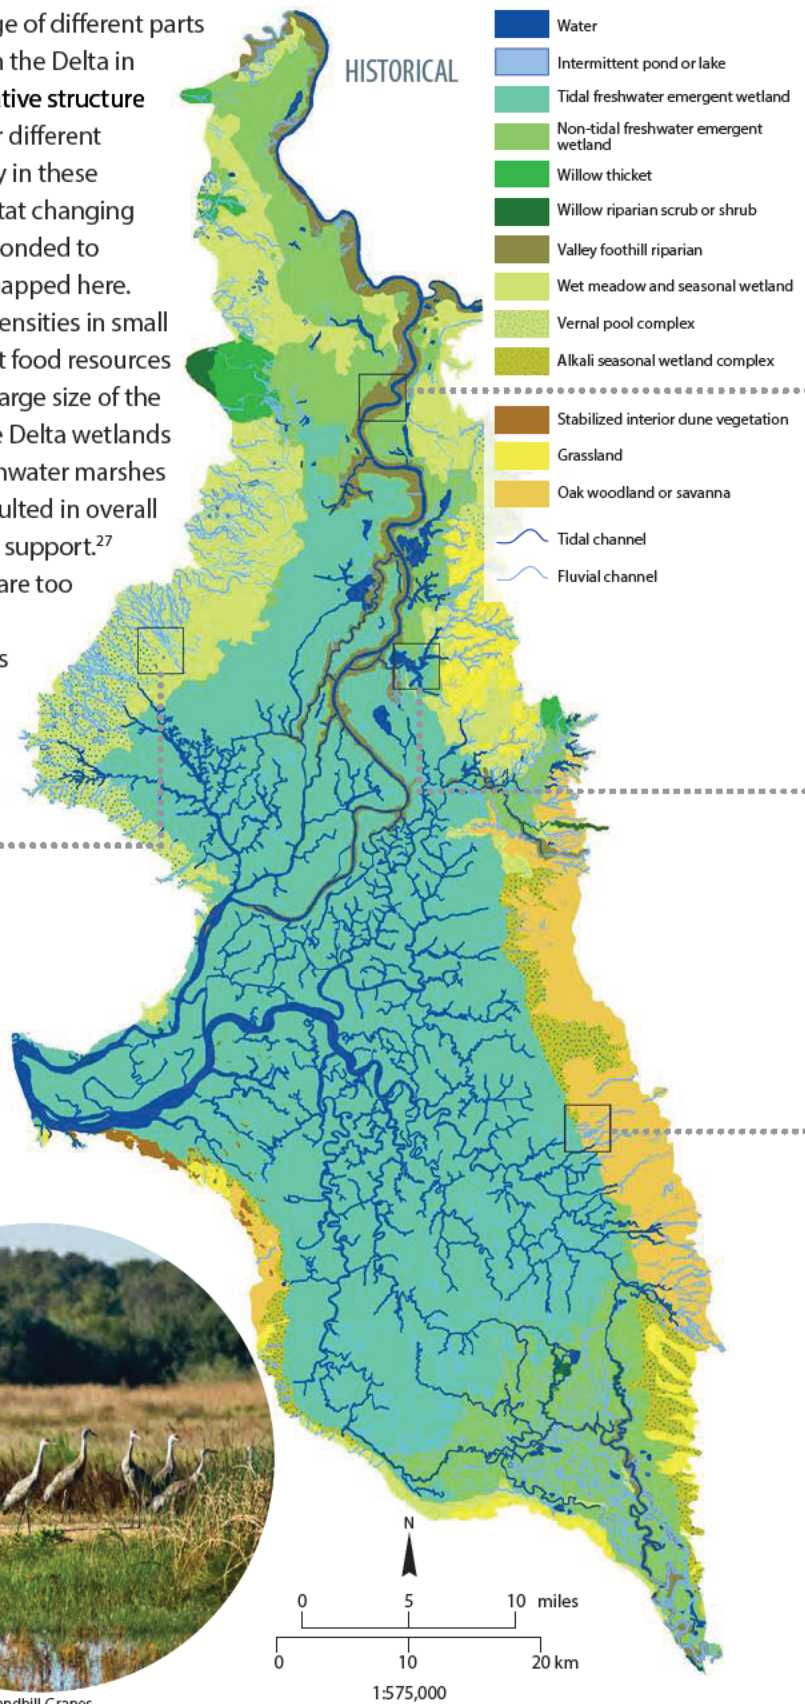 ge of different parts
the Delta in
ative structure
different
in these
tat changing
onded to
apped here.
ensities in small
t food resources
arge size of the
Delta wetlands
hwater marshes
ulted in overall
support.27
are too
HISTORICAL
Water
Intermittent pond or lake
Tidal freshwater emergent wetland
Non-tidal freshwater emergent
wetland
Willow thicket
Willow riparian scrub or shrub
Valley foothill riparian
Wet meadow and seasonal wetland
Vernal pool complex
Alkali seasonal wetland complex
Stabilized interior dune vegetation
Grassland
Oak woodland or savanna
Tidal channel
Fluvial channel
N
0 5 10 miles
0 10 20 km
1:575,000